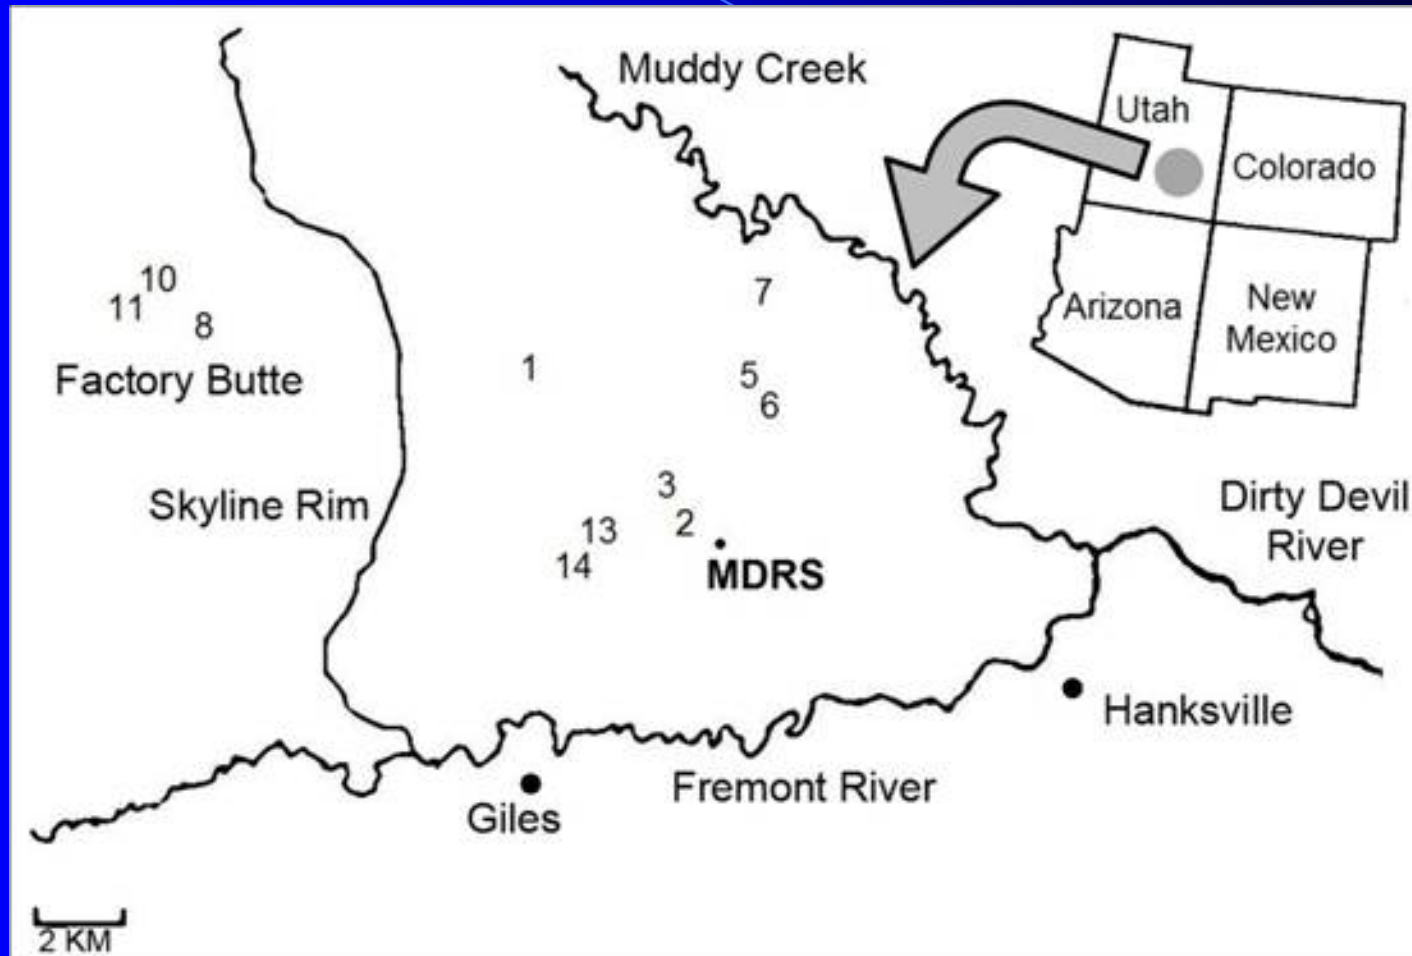 Muddy Creek
Utah
Colorado
Arizona
New
Mexico
10
11
8
7
Factory Butte
1
5
6
Skyline Rim
3
2
13
14
MDRS
Dirty Devil
River
Hanksville
Fremont River
Giles
2 KM